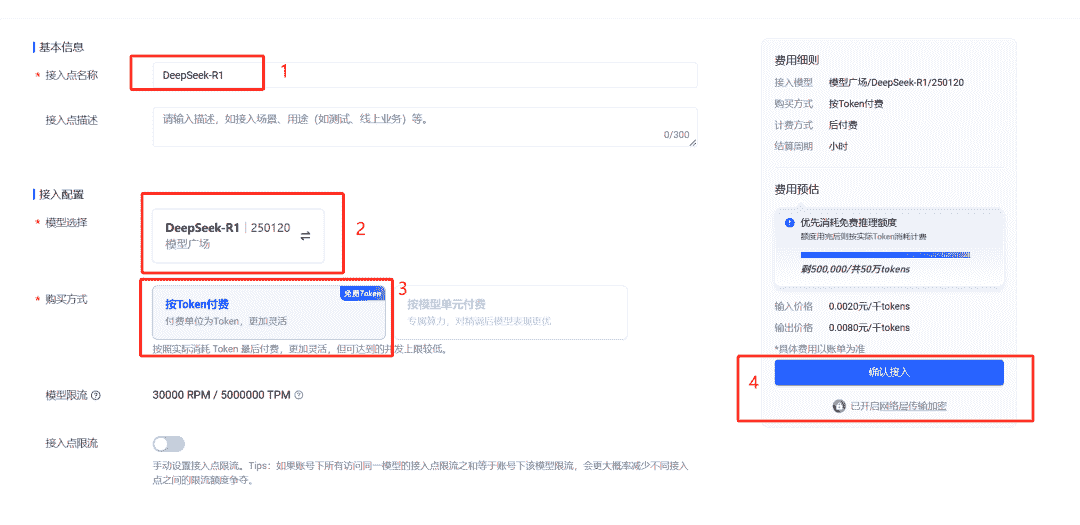 基本信息
* 接入点名称
DeepSeek-R1
1
接入点描述
请输入描述，如接入场景、用途（如测试、线上业务）等。
0/300
接入配置
* 模型选择
DeepSeek-R1 | 250120
模型广场
2
* 购买方式
按Token付费
免费Token
付费单位为Token，更加灵活
3
按模型单元付费
专属算力，对精调后模型表现更优
按照实际消耗 Token 量后付费，更加灵活，但可达到的并发上限较低。
模型限流
30000 RPM / 5000000 TPM
接入点限流
手动设置接入点限流。Tips：如果账号下所有访问同一模型的接入点限流之和等于账号下该模型限流，会更大概率减少不同接入
点之间的限流额度争夺。
费用细则
接入模型 模型广场/DeepSeek-R1/250120
购买方式 按Token付费
计费方式 后付费
结算周期 小时
费用预估
优先消耗免费推理额度
额度用完后则按实际Token消耗计费
剩500,000/共50万tokens
输入价格 0.0020元/千tokens
输出价格 0.0080元/千tokens
*具体费用以账单为准
4
确认接入
已开启网络层传输加密